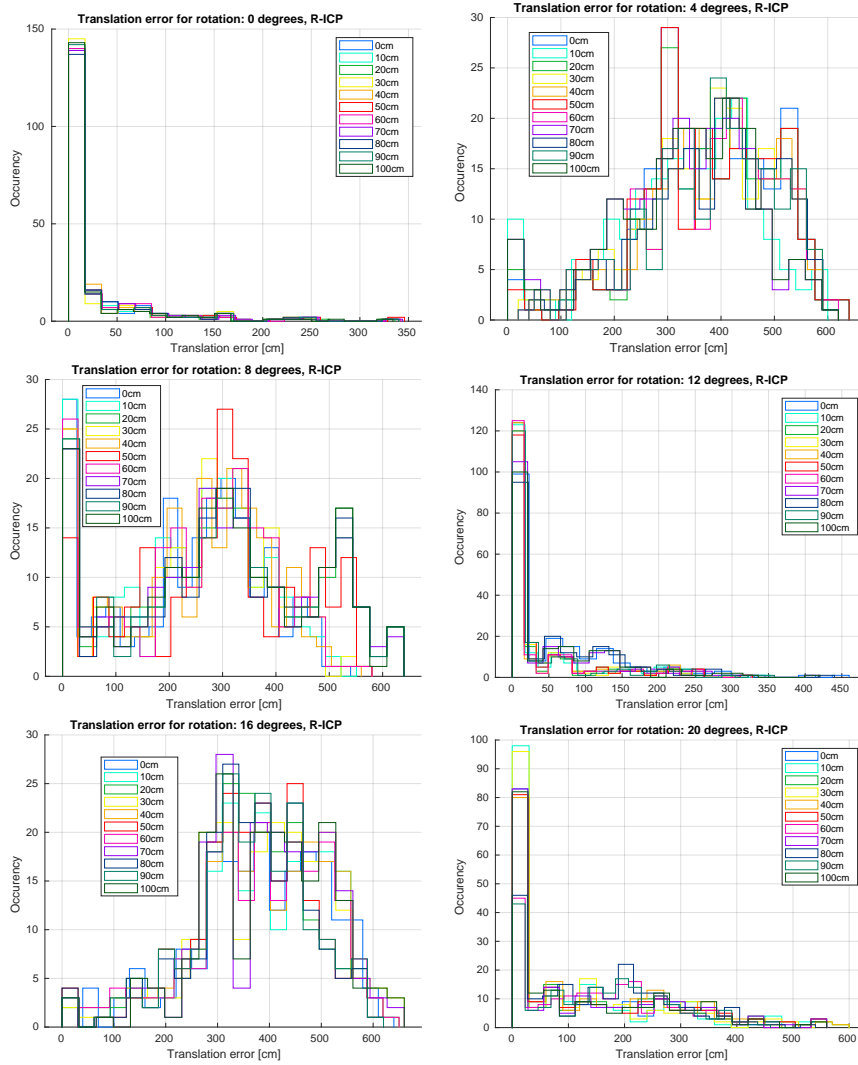 Translation error for rotation: 0 degrees, R-ICP
150
100
50
0
Occurency
0 50 100 150 200 250 300 350
Translation error [cm]
0cm
10cm
20cm
30cm
40cm
50cm
60cm
70cm
80cm
90cm
100cm
Translation error for rotation: 4 degrees, R-ICP
30
25
20
15
10
5
0
Occurency
0 100 200 300 400 500 600
Translation error [cm]
0cm
10cm
20cm
30cm
40cm
50cm
60cm
70cm
80cm
90cm
100cm
Translation error for rotation: 8 degrees, R-ICP
30
25
20
15
10
5
0
Occurency
0 100 200 300 400 500 600
Translation error [cm]
0cm
10cm
20cm
30cm
40cm
50cm
60cm
70cm
80cm
90cm
100cm
Translation error for rotation: 12 degrees, R-ICP
140
120
100
80
60
40
20
0
Occurency
0 50 100 150 200 250 300 350 400 450
Translation error [cm]
0cm
10cm
20cm
30cm
40cm
50cm
60cm
70cm
80cm
90cm
100cm
Translation error for rotation: 16 degrees, R-ICP
30
25
20
15
10
5
0
Occurency
0 100 200 300 400 500 600
Translation error [cm]
0cm
10cm
20cm
30cm
40cm
50cm
60cm
70cm
80cm
90cm
100cm
Translation error for rotation: 20 degrees, R-ICP
100
90
80
70
60
50
40
30
20
10
0
Occurency
0 100 200 300 400 500 600
Translation error [cm]
0cm
10cm
20cm
30cm
40cm
50cm
60cm
70cm
80cm
90cm
100cm